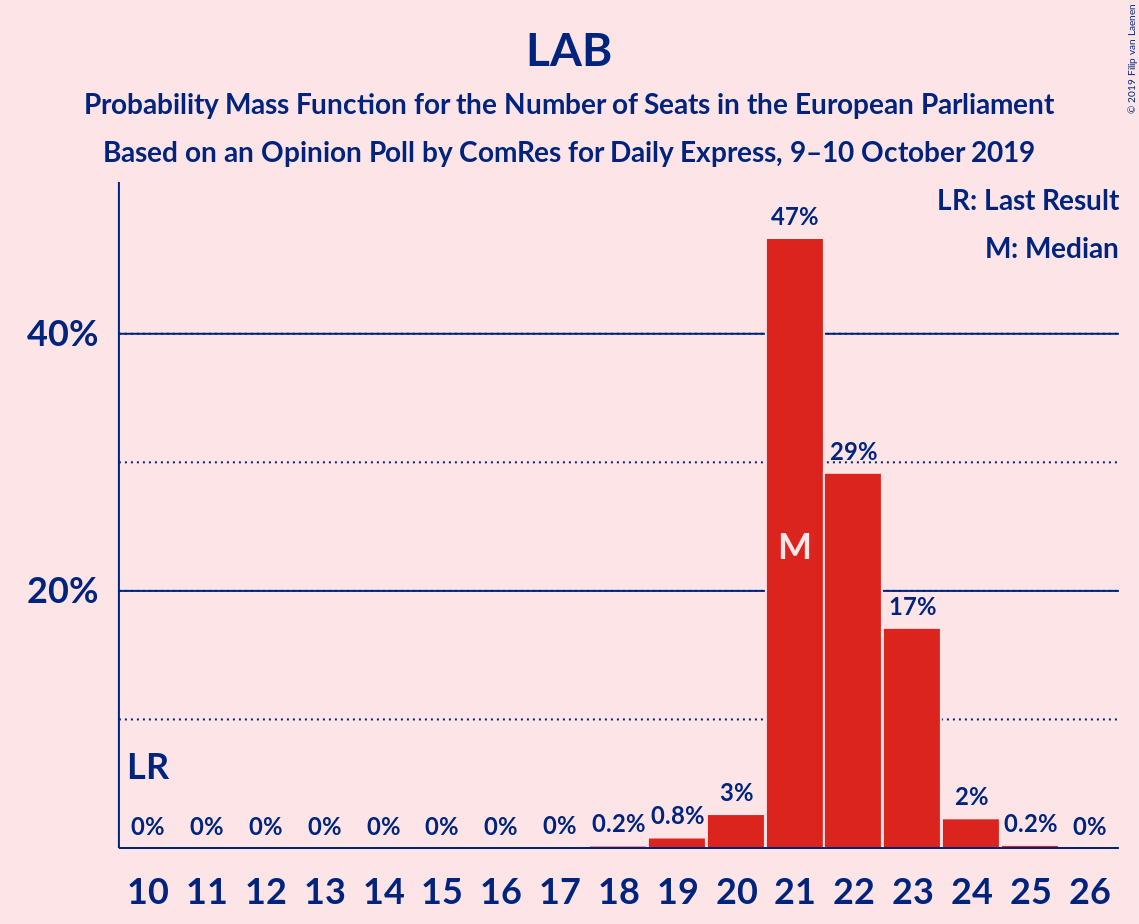 LAB
Probability Mass Function for the Number of Seats in the European Parliament
Based on an Opinion Poll by ComRes for Daily Express, 9–10 October 2019
© 2019 Filip van Laenen
LR: Last Result
M: Median
40%
20%
47%
29%
17%
M
LR
0% 0% 0% 0% 0% 0% 0% 0% 0.2% 0.8% 3% 2% 0.2% 0%
10 11 12 13 14 15 16 17 18 19 20 21 22 23 24 25 26